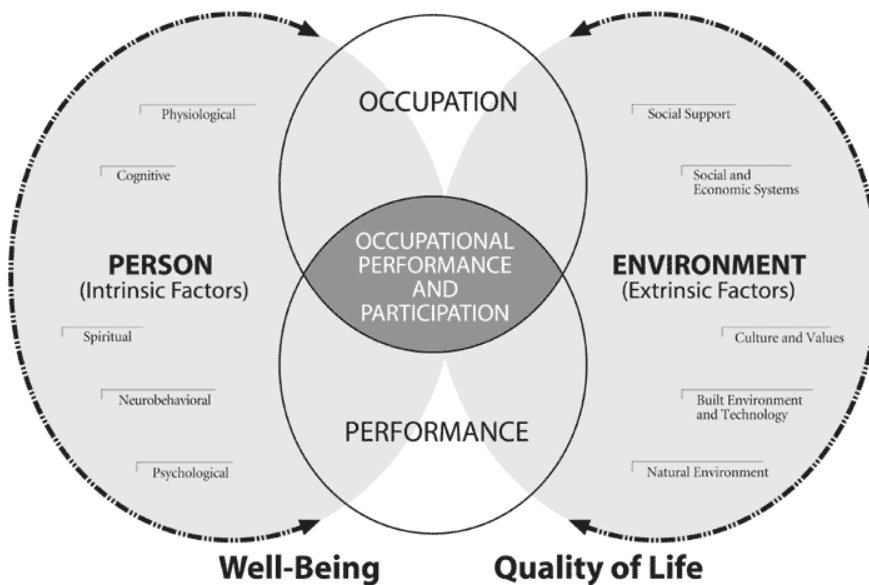 OCCUPATION
Physiological
Cognitive
PERSON
(Intrinsic Factors)
Spiritual
Neurobehavioral
Psychological
OCCUPATIONAL
PERFORMANCE
AND
PARTICIPATION
Social Support
Social and
Economic Systems
ENVIRONMENT
(Extrinsic Factors)
Culture and Values
Built Environment
and Technology
Natural Environment
PERFORMANCE
Well-Being
Quality of Life